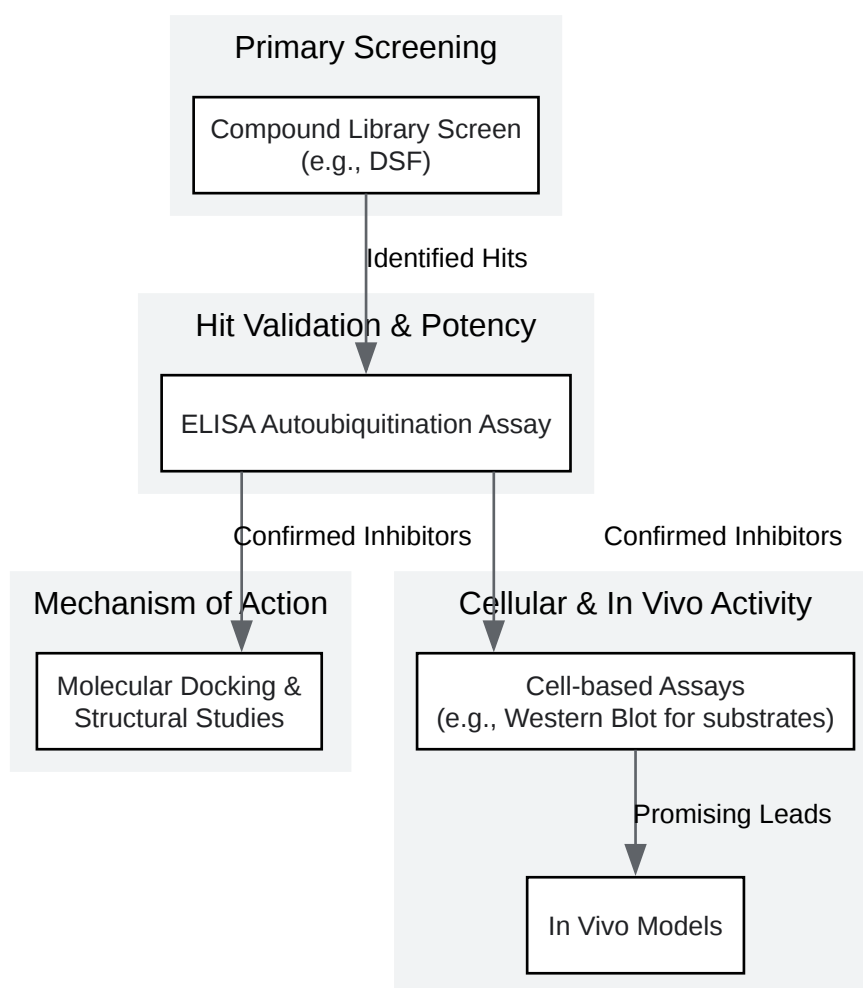 Primary Screening
Compound Library Screen
(e.g., DSF)
Identified Hits
Hit Validation & Potency
ELISA Autoubiquitination Assay
Confirmed Inhibitors
Confirmed Inhibitors
Mechanism of Action
Cellular & In Vivo Activity
Molecular Docking &
Structural Studies
Cell-based Assays
(e.g., Western Blot for substrates)
Promising Leads
In Vivo Models